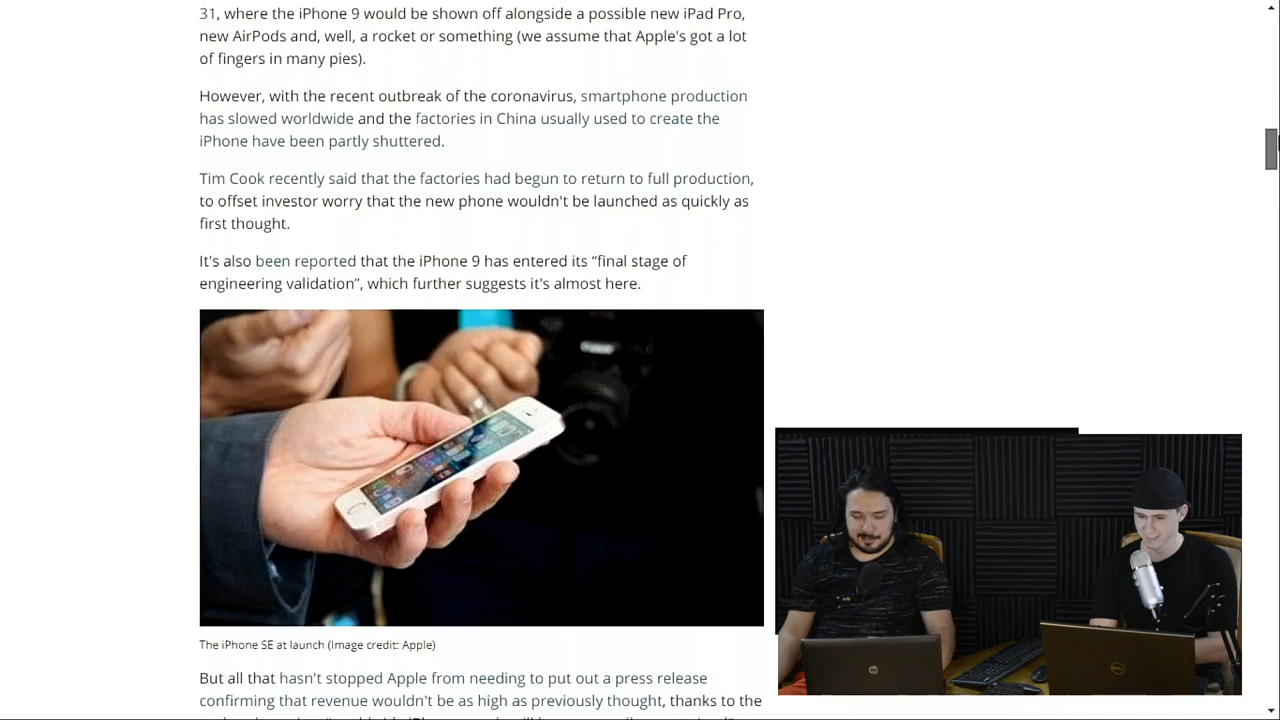 31, where the iPhone 9 would be shown off alongside a possible new iPad Pro,
new AirPods and, well, a rocket or something (we assume that Apple's got a lot
of fingers in many pies).
However, with the recent outbreak of the coronavirus, smartphone production
has slowed worldwide and the factories in China usually used to create the
iPhone have been partly shuttered.
Tim Cook recently said that the factories had begun to return to full production,
to offset investor worry that the new phone wouldn't be launched as quickly as
first thought.
It's also been reported that the iPhone 9 has entered its “final stage of
engineering validation”, which further suggests it's almost here.
The iPhone SE at launch (Image credit: Apple)
But all that hasn't stopped Apple from needing to put out a press release
confirming that revenue wouldn't be as high as previously thought, thanks to the
hp
DELL